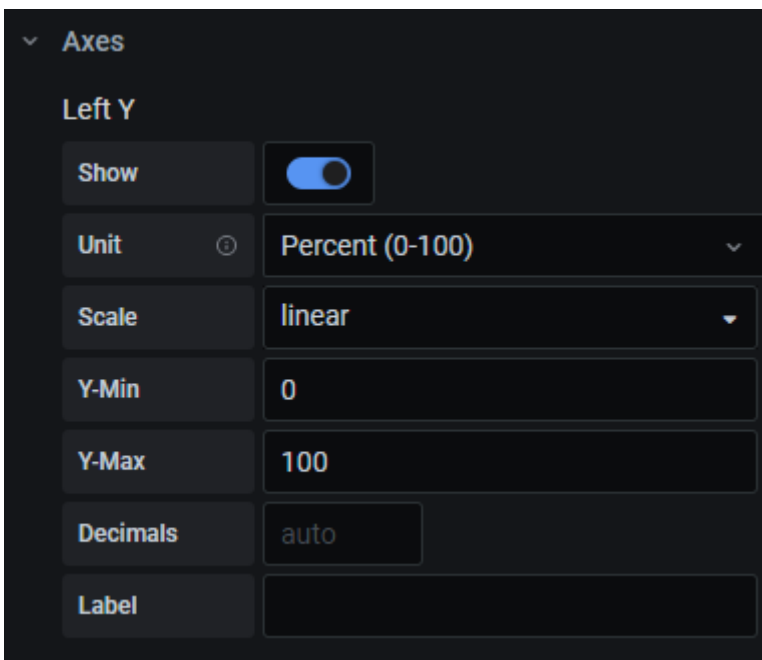 Axes
Left Y
Show
Unit Percent (0-100)
Scale linear
Y-Min 0
Y-Max 100
Decimals auto
Label